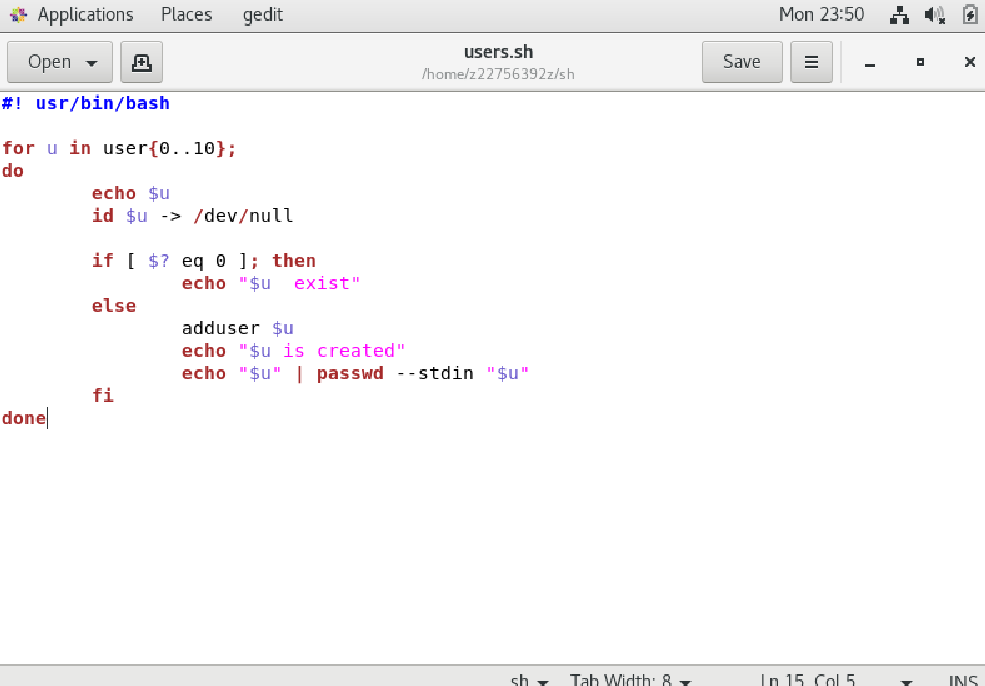 Applications Places gedit Mon 23:50
Open users.sh Save
/home/z22756392z/sh
#! usr/bin/bash
for u in user{0..10};
do
echo $u
id $u -> /dev/null
if [ $? eq 0 ]; then
echo "$u  exist"
else
adduser $u
echo "$u is created"
echo "$u" | passwd --stdin "$u"
fi
done
sh Tab Width: 8 Ln 15, Col 5 INS